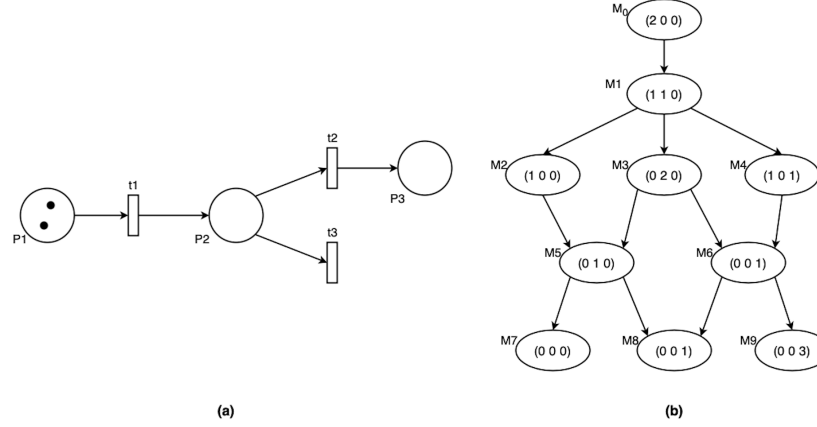 t1
t2
t3
P1
P2
P3
(a)
M0
(2 0 0)
M1
(1 1 0)
M2
(1 0 0)
M3
(0 2 0)
M4
(1 0 1)
M5
(0 1 0)
M6
(0 0 1)
M7
(0 0 0)
M8
(0 0 1)
M9
(0 0 3)
(b)